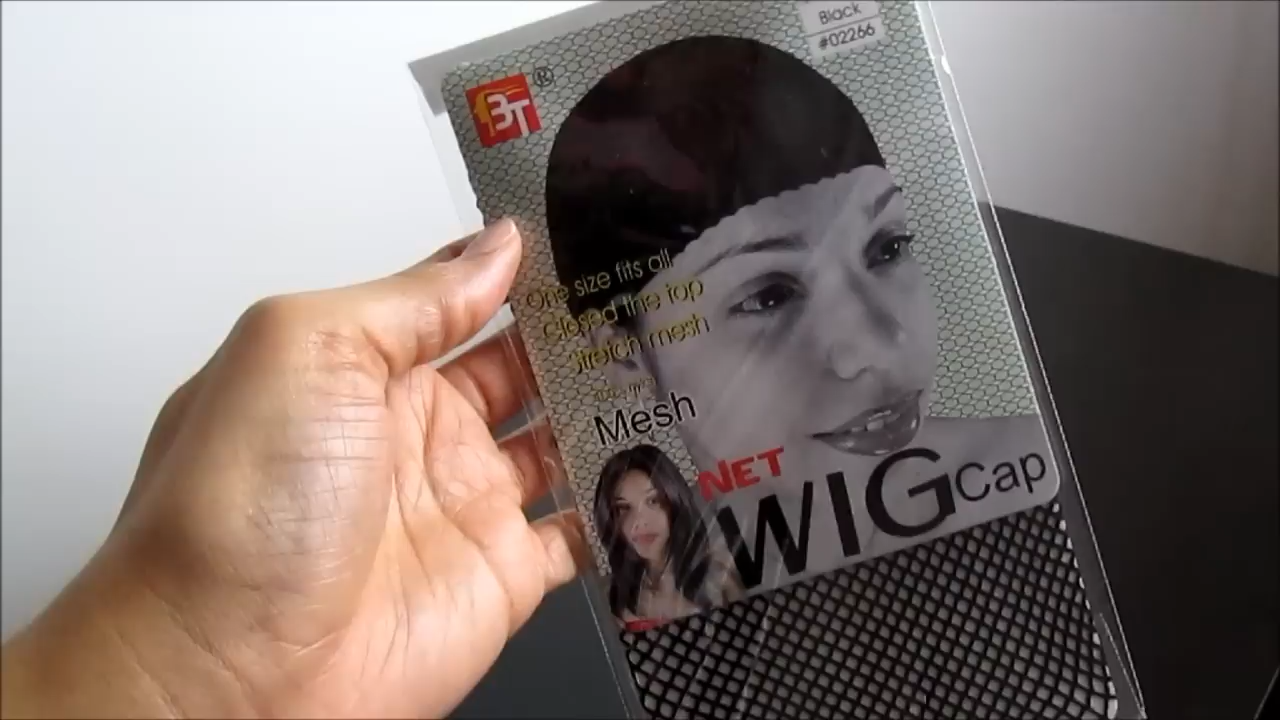 Black
#02266
BT
®
One size fits all
Closed the top
Stretch mesh
Mesh
NET
WIG Cap